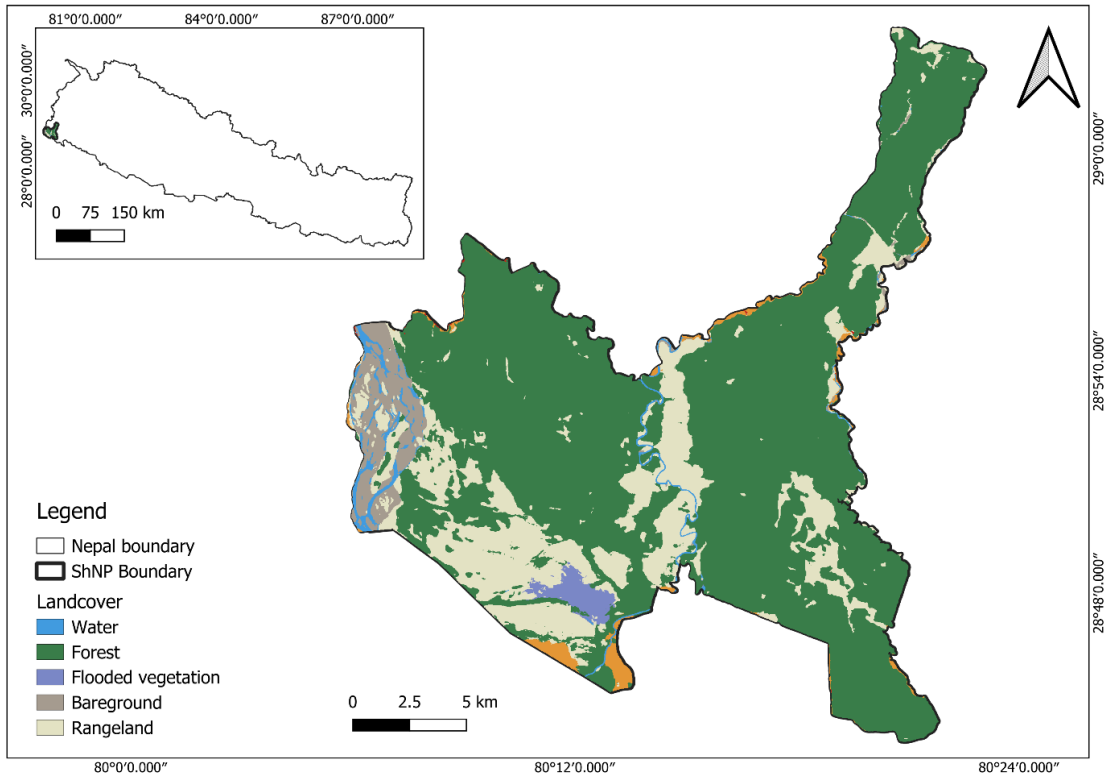 81°0′0.000″ 84°0′0.000″ 87°0′0.000″
30°0′0.000″
28°0′0.000″
0 75 150 km
29°0′0.000″
28°54′0.000″
28°48′0.000″
Legend
Nepal boundary
ShNP Boundary
Landcover
Water
Forest
Flooded vegetation
Bareground
Rangeland
0 2.5 5 km
80°0′0.000″ 80°12′0.000″ 80°24′0.000″